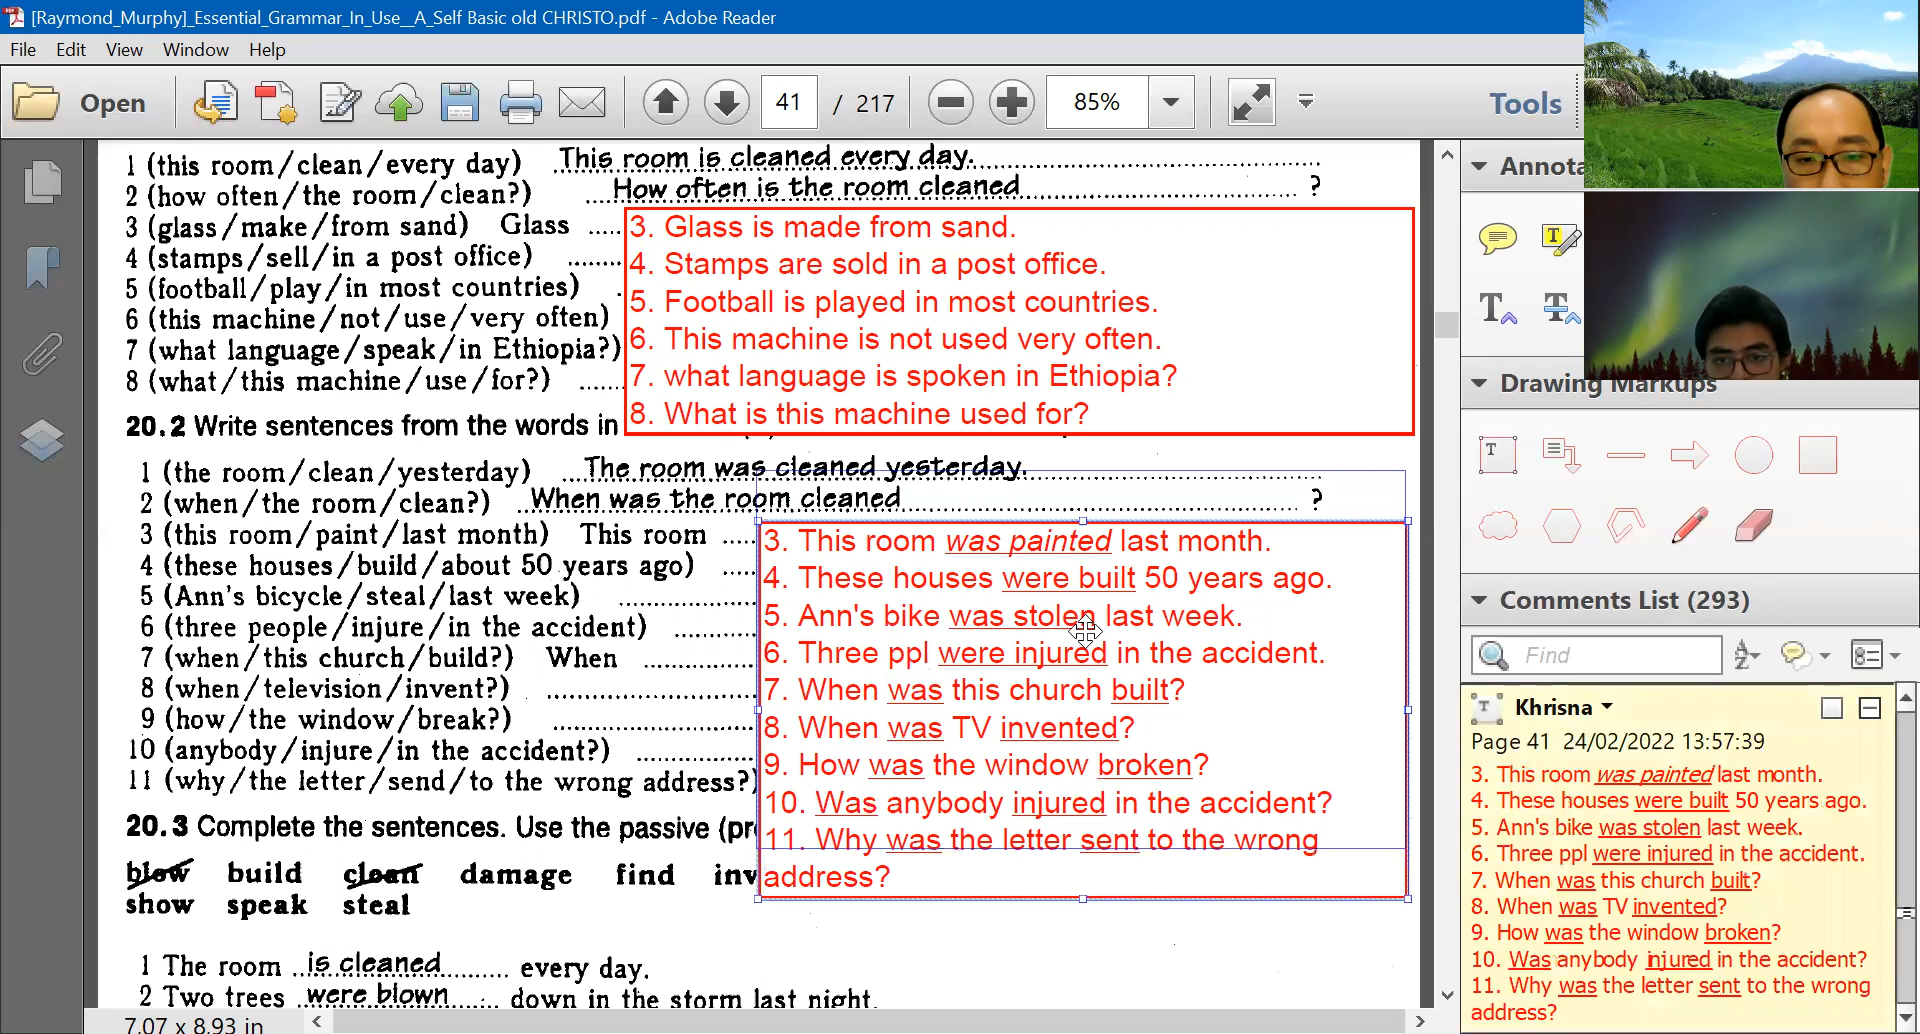 [Raymond_Murphy]_Essential_Grammar_In_Use__A_Self Basic old CHRISTO.pdf - Adobe Reader
File Edit View Window Help
Open 41 / 217 85% Tools
1 (this room/clean/every day) This room is cleaned every day.
2 (how often/the room/clean?) How often is the room cleaned ?
3 (glass/make/from sand) Glass
4 (stamps/sell/in a post office)
5 (football/play/in most countries)
6 (this machine/not/use/very often)
7 (what language/speak/in Ethiopia?)
8 (what/this machine/use/for?)
3. Glass is made from sand.
4. Stamps are sold in a post office.
5. Football is played in most countries.
6. This machine is not used very often.
7. what language is spoken in Ethiopia?
8. What is this machine used for?
20.2 Write sentences from the words in
1 (the room/clean/yesterday) The room was cleaned yesterday.
2 (when/the room/clean?) When was the room cleaned ?
3 (this room/paint/last month) This room
4 (these houses/build/about 50 years ago)
5 (Ann's bicycle/steal/last week)
6 (three people/injure/in the accident)
7 (when/this church/build?) When
8 (when/television/invent?)
9 (how/the window/break?)
10 (anybody/injure/in the accident?)
11 (why/the letter/send/to the wrong address?)
3. This room was painted last month.
4. These houses were built 50 years ago.
5. Ann's bike was stolen last week.
6. Three ppl were injured in the accident.
7. When was this church built?
8. When was TV invented?
9. How was the window broken?
10. Was anybody injured in the accident?
11. Why was the letter sent to the wrong
address?
20.3 Complete the sentences. Use the passive (pr
blow build clean damage find inv
show speak steal
1 The room is cleaned every day.
2 Two trees were blown down in the storm last night.
7.07 x 8.93 in
Annota
Drawing Markups
Comments List (293)
Find
Khrisna
Page 41 24/02/2022 13:57:39
3. This room was painted last month.
4. These houses were built 50 years ago.
5. Ann's bike was stolen last week.
6. Three ppl were injured in the accident.
7. When was this church built?
8. When was TV invented?
9. How was the window broken?
10. Was anybody injured in the accident?
11. Why was the letter sent to the wrong
address?